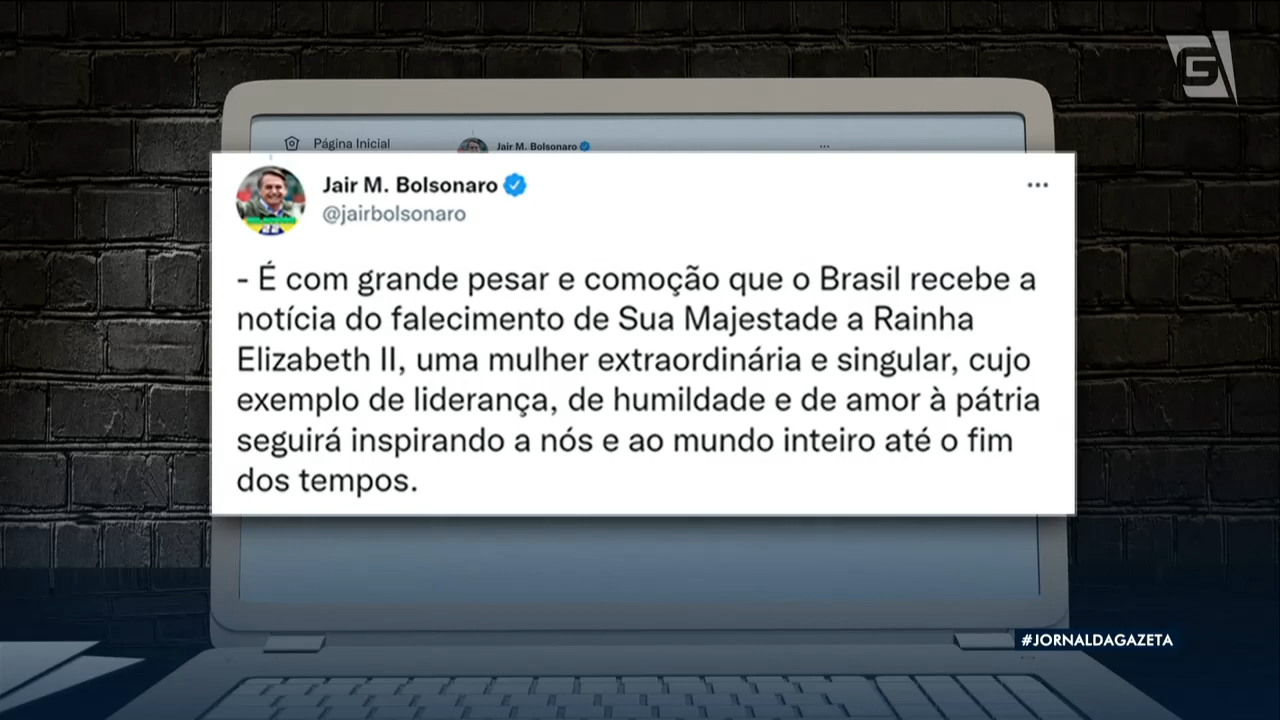 G
Página Inicial
Jair M. Bolsonaro
Jair M. Bolsonaro
@jairbolsonaro
- É com grande pesar e comoção que o Brasil recebe a
notícia do falecimento de Sua Majestade a Rainha
Elizabeth II, uma mulher extraordinária e singular, cujo
exemplo de liderança, de humildade e de amor à pátria
seguirá inspirando a nós e ao mundo inteiro até o fim
dos tempos.
22
#JORNALDAGAZETA